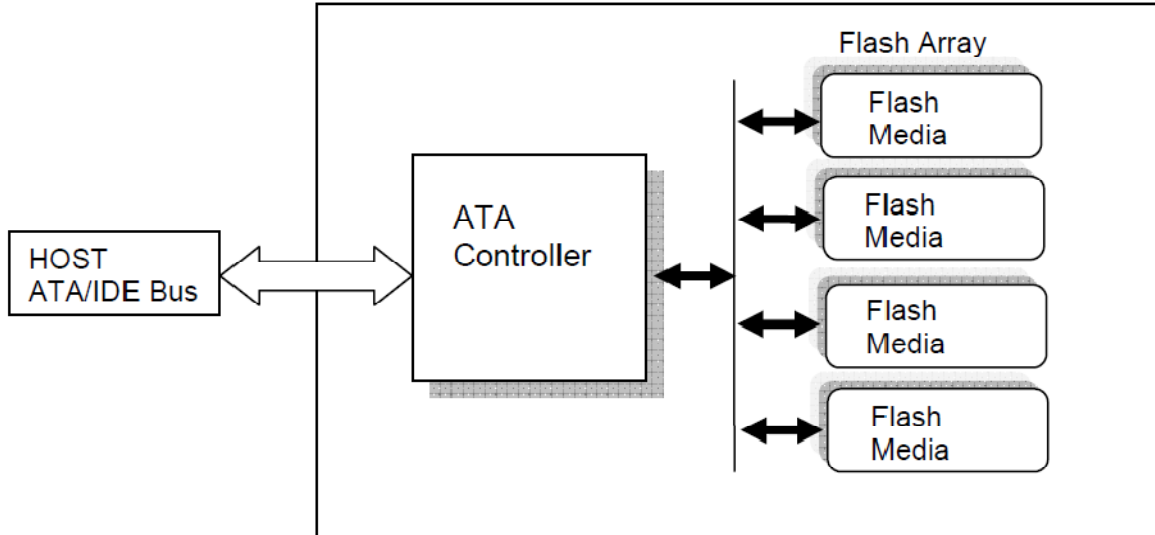 Flash Array
Flash
Media
ATA
Controller
Flash
Media
HOST
ATA/IDE Bus
Flash
Media
Flash
Media